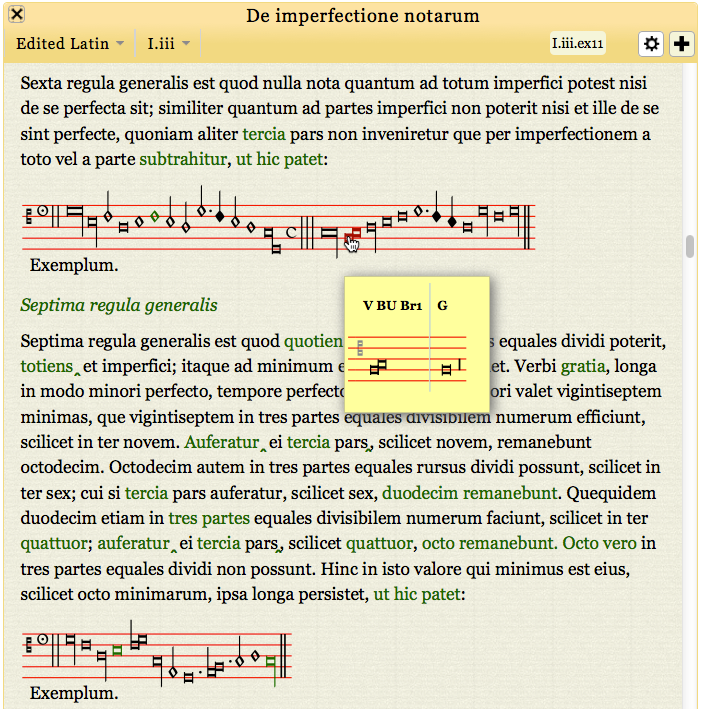 De imperfectione notarum
Edited Latin I.iii I.iii.ex11
Sexta regula generalis est quod nulla nota quantum ad totum imperfici potest nisi
de se perfecta sit; similiter quantum ad partes imperfici non poterit nisi et ille de se
sint perfecte, quoniam aliter tercia pars non inveniretur que per imperfectionem a
toto vel a parte subtrahitur, ut hic patet:
Exemplum.
V BU Br1 G
Septima regula generalis
Septima regula generalis est quod quotien s equales dividi poterit,
totiens et imperfici; itaque ad minimum e et. Verbi gratia, longa
in modo minori perfecto, tempore perfecto ori valet vigintiseptem
minimas, que vigintiseptem in tres partes equales divisibilem numerum efficiunt,
scilicet in ter novem. Auferatur ei tercia pars, scilicet novem, remanebunt
octodecim. Octodecim autem in tres partes equales rursus dividi possunt, scilicet in
ter sex; cui si tercia pars auferatur, scilicet sex, duodecim remanebunt. Quequidem
duodecim etiam in tres partes equales divisibilem numerum faciunt, scilicet in ter
quattuor; auferatur ei tercia pars, scilicet quattuor, octo remanebunt. Octo vero in
tres partes equales dividi non possunt. Hinc in isto valore qui minimus est eius,
scilicet octo minimarum, ipsa longa persistet, ut hic patet:
Exemplum.